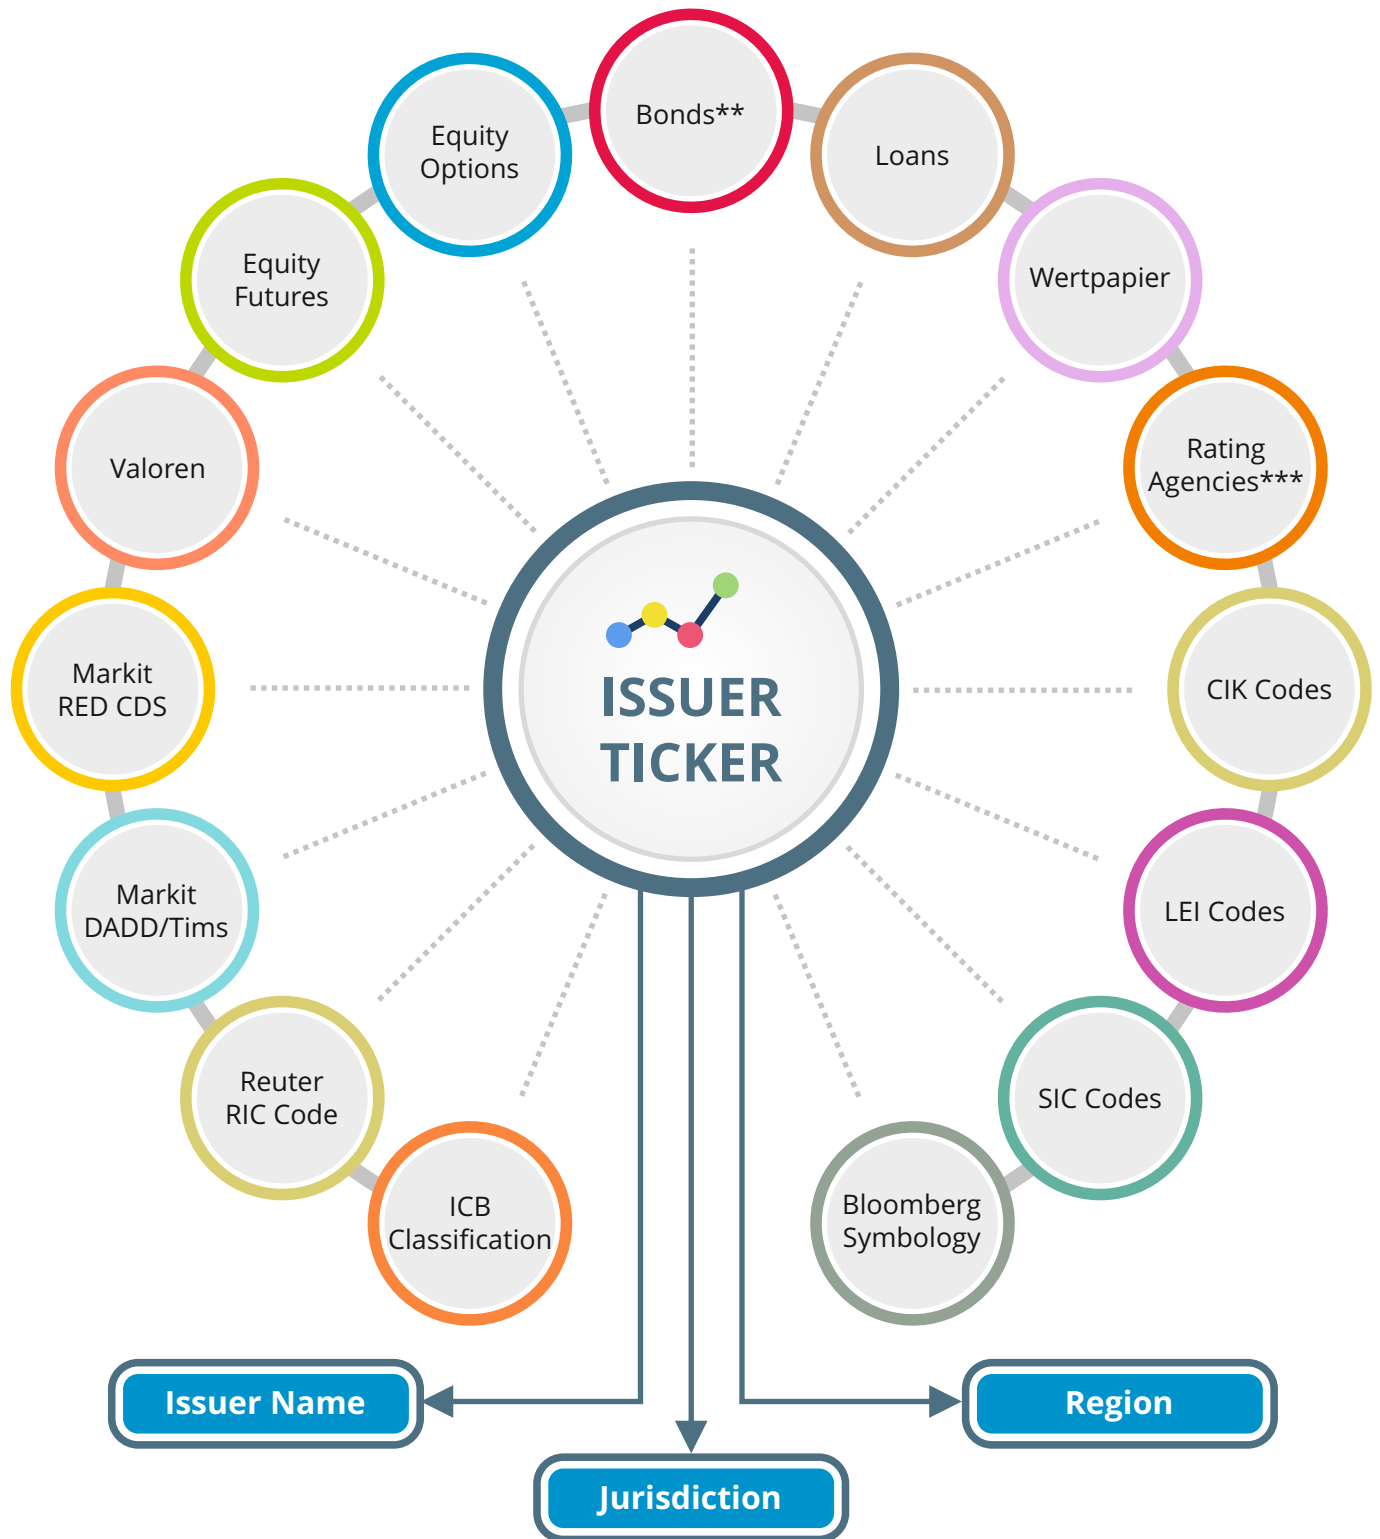 Bonds**
Equity
Options
Loans
Equity
Futures
Wertpapier
Valoren
Rating
Agencies***
Markit
RED CDS
ISSUER
TICKER
CIK Codes
Markit
DADD/Tims
LEI Codes
Reuter
RIC Code
SIC Codes
ICB
Classification
Bloomberg
Symbology
Issuer Name
Region
Jurisdiction